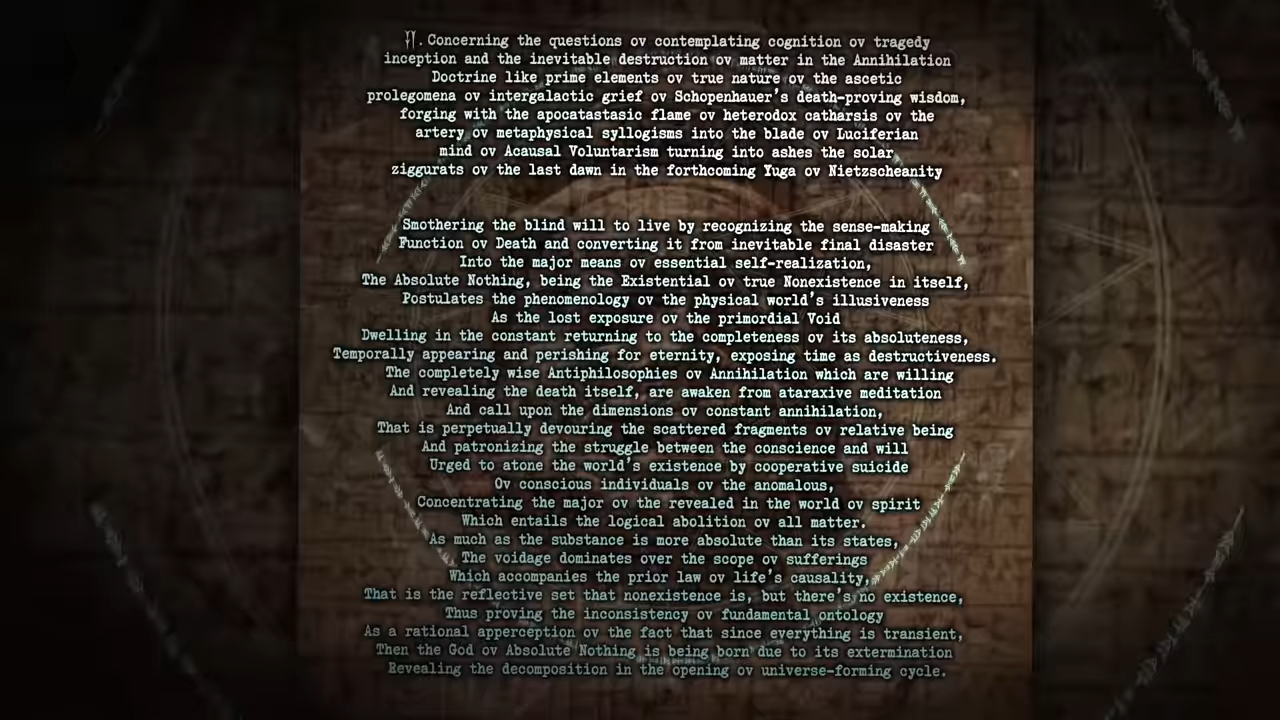 II. Concerning the questions ov contemplating cognition ov tragedy
inception and the inevitable destruction ov matter in the Annihilation
Doctrine like prime elements ov true nature ov the ascetic
prolegomena ov intergalactic grief ov Schopenhauer's death-proving wisdom,
forging with the apocatastasic flame ov heterodox catharsis ov the
artery ov metaphysical syllogisms into the blade ov Luciferian
mind ov Acausal Voluntarism turning into ashes the solar
ziggurats ov the last dawn in the forthcoming Yuga ov Nietzscheanity
Smothering the blind will to live by recognizing the sense-making
Function ov Death and converting it from inevitable final disaster
Into the major means ov essential self-realization,
The Absolute Nothing, being the Existential ov true Nonexistence in itself,
Postulates the phenomenology ov the physical world's illusiveness
As the lost exposure ov the primordial Void
Dwelling in the constant returning to the completeness ov its absoluteness,
Temporally appearing and perishing for eternity, exposing time as destructiveness.
The completely wise Antiphilosophies ov Annihilation which are willing
And revealing the death itself, are awaken from ataraxive meditation
And call upon the dimensions ov constant annihilation,
That is perpetually devouring the scattered fragments ov relative being
And patronizing the struggle between the conscience and will
Urged to atone the world's existence by cooperative suicide
Ov conscious individuals ov the anomalous,
Concentrating the major ov the revealed in the world ov spirit
Which entails the logical abolition ov all matter.
As much as the substance is more absolute than its states,
The voidage dominates over the scope ov sufferings
Which accompanies the prior law ov life's causality,
That is the reflective set that nonexistence is, but there's no existence,
Thus proving the inconsistency ov fundamental ontology
As a rational apperception ov the fact that since everything is transient,
Then the God ov Absolute Nothing is being born due to its extermination
Revealing the decomposition in the opening ov universe-forming cycle.